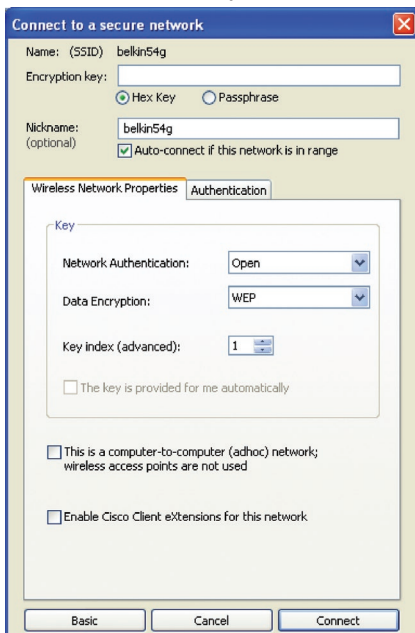 Connect to a secure network
Name: (SSID) belkin54g
Encryption key:
Hex Key Passphrase
Nickname: belkin54g
(optional)
Auto-connect if this network is in range
Wireless Network Properties Authentication
Key
Network Authentication: Open
Data Encryption: WEP
Key index (advanced): 1
The key is provided for me automatically
This is a computer-to-computer (adhoc) network;
wireless access points are not used
Enable Cisco Client eXtensions for this network
Basic Cancel Connect